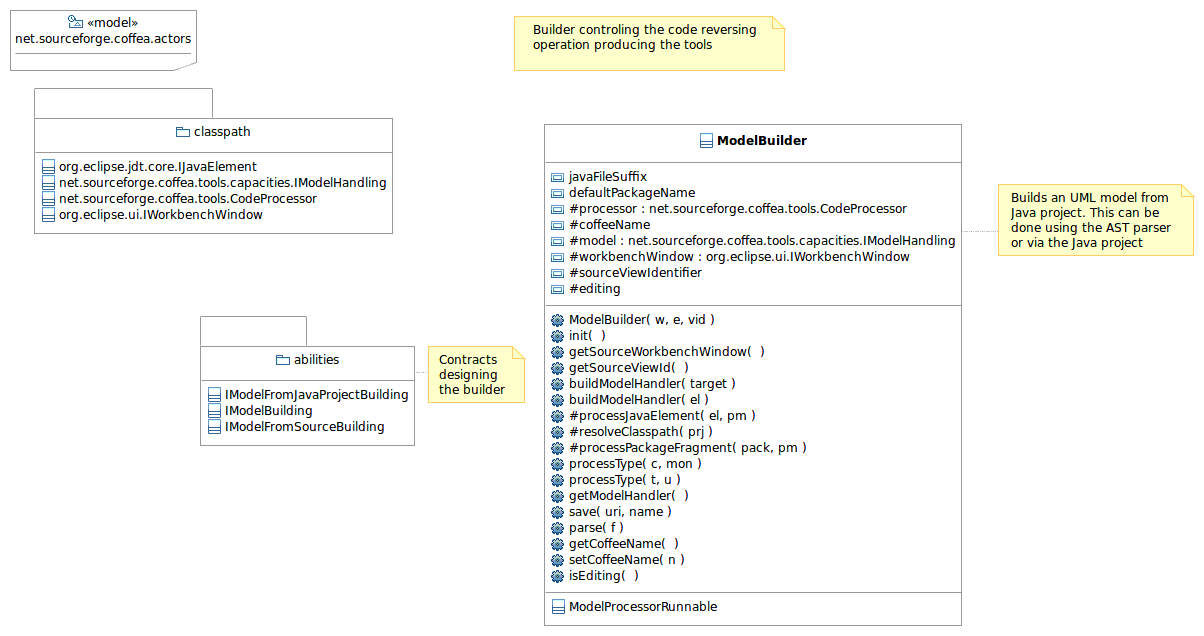 «model»
net.sourceforge.coffea.actors
Builder controling the code reversing
operation producing the tools
classpath
org.eclipse.jdt.core.IJavaElement
net.sourceforge.coffea.tools.capacities.IModelHandling
net.sourceforge.coffea.tools.CodeProcessor
org.eclipse.ui.IWorkbenchWindow
abilities
IModelFromJavaProjectBuilding
IModelBuilding
IModelFromSourceBuilding
Contracts
designing
the builder
ModelBuilder
javaFileSuffix
defaultPackageName
#processor : net.sourceforge.coffea.tools.CodeProcessor
#coffeeName
#model : net.sourceforge.coffea.tools.capacities.IModelHandling
#workbenchWindow : org.eclipse.ui.IWorkbenchWindow
#sourceViewIdentifier
#editing
ModelBuilder( w, e, vid )
init(  )
getSourceWorkbenchWindow(  )
getSourceViewId(  )
buildModelHandler( target )
buildModelHandler( el )
#processJavaElement( el, pm )
#resolveClasspath( prj )
#processPackageFragment( pack, pm )
processType( c, mon )
processType( t, u )
getModelHandler(  )
save( uri, name )
parse( f )
getCoffeeName(  )
setCoffeeName( n )
isEditing(  )
ModelProcessorRunnable
Builds an UML model from
Java project. This can be
done using the AST parser
or via the Java project